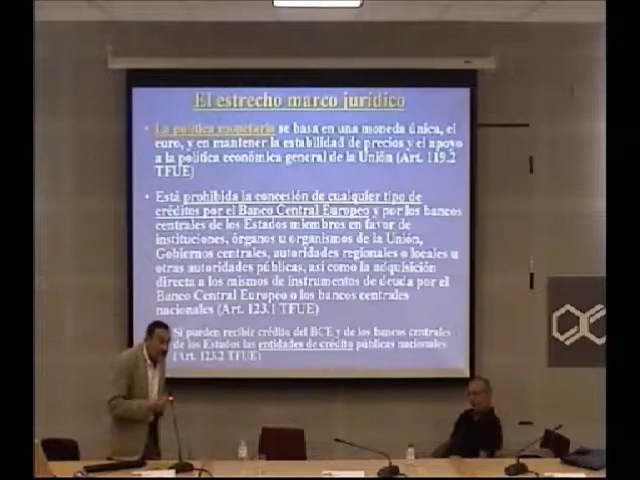 El estrecho marco jurídico
• La política monetaria se basa en una moneda única, el
euro, y en mantener la estabilidad de precios y el apoyo
a la política económica general de la Unión (Art. 119.2
TFUE)
• Está prohibida la concesión de cualquier tipo de
créditos por el Banco Central Europeo y por los bancos
centrales de los Estados miembros en favor de
instituciones, órganos u organismos de la Unión,
Gobiernos centrales, autoridades regionales o locales u
otras autoridades públicas, así como la adquisición
directa a los mismos de instrumentos de deuda por el
Banco Central Europeo o los bancos centrales
nacionales (Art. 123.1 TFUE)
Sí pueden recibir crédito del BCE y de los bancos centrales
de los Estados las entidades de crédito públicas nacionales
(Art. 123.2 TFUE)